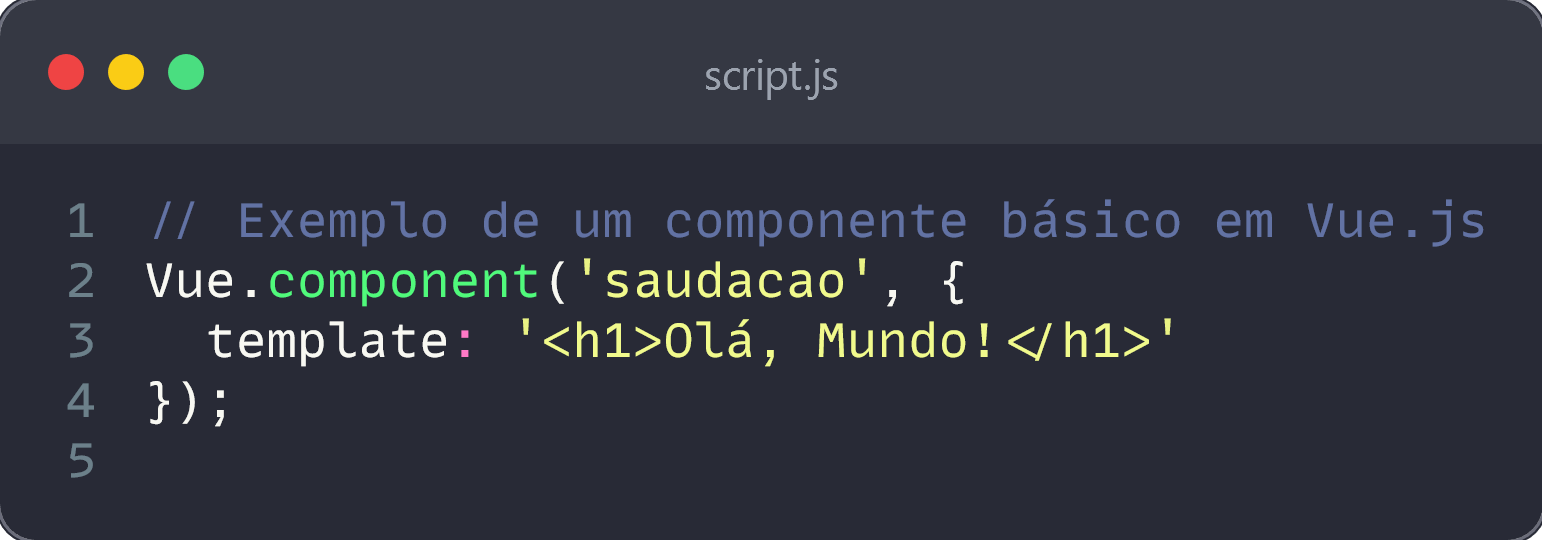 script.js
1 // Exemplo de um componente básico em Vue.js
2 Vue.component('saudacao', {
3   template: '<h1>Olá, Mundo!</h1>'
4 });
5